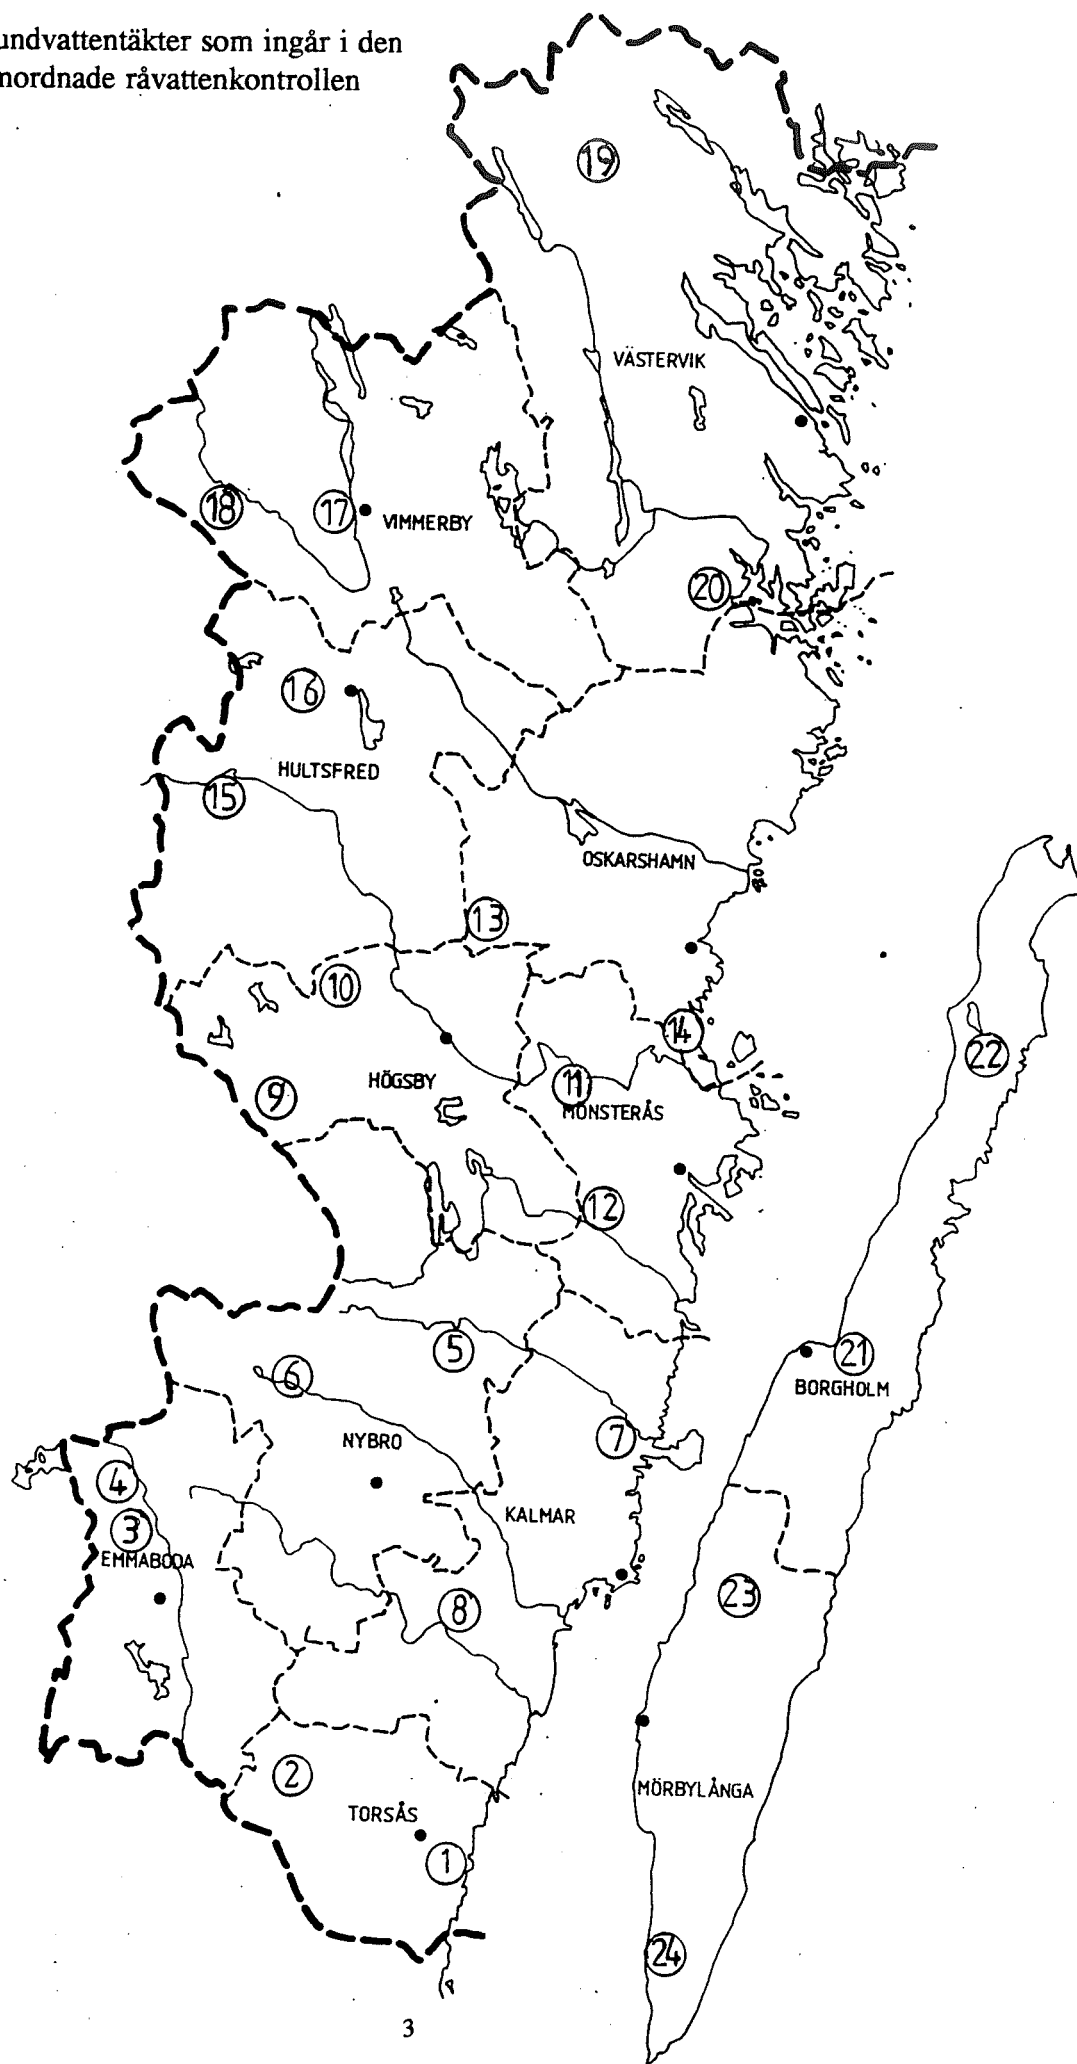 som ingår i den
råvattenkontrollen
19
VÄSTERVIK
18
17
VIMMERBY
20
16
HULTSFRED
15
OSKARSHAMN
13
10
14
22
9
HÖGSBY
11
MÖNSTERÅS
12
5
21
6
BORGHOLM
NYBRO
7
4
KALMAR
3
EMMABODA
23
8
2
MÖRBYLÅNGA
TORSÅS
1
24
3